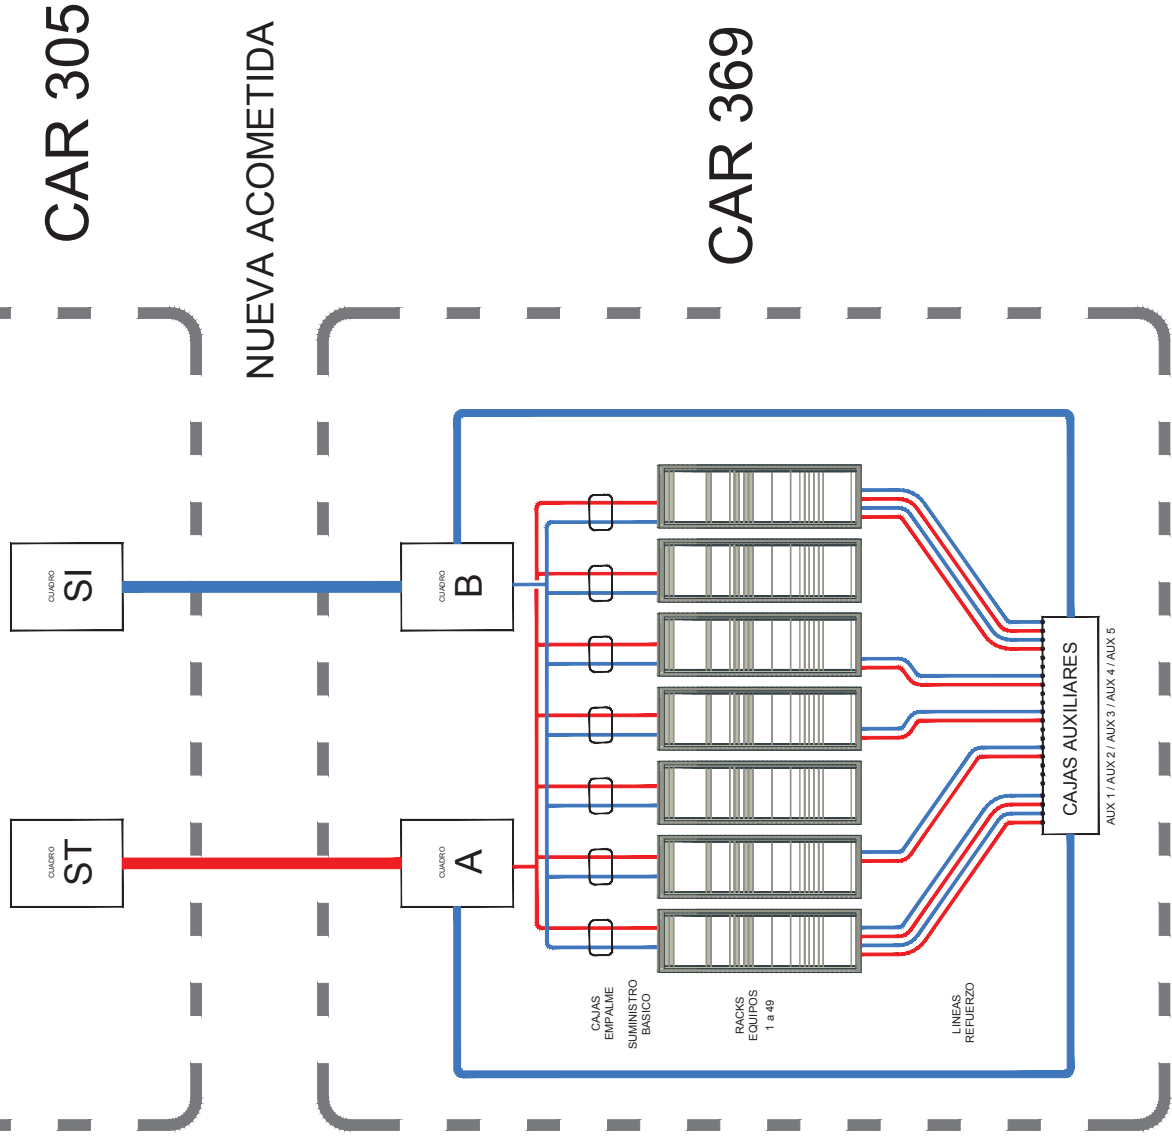 CAR 305
NUEVA ACOMETIDA
CAR 369
CUADRO
ST
CUADRO
SI
CUADRO
A
CUADRO
B
CAJAS
EMPALME
SUMINISTRO
BASICO
RACKS
EQUIPOS
1 a 49
LINEAS
REFUERZO
CAJAS AUXILIARES
AUX 1 / AUX 2 / AUX 3 / AUX 4 / AUX 5